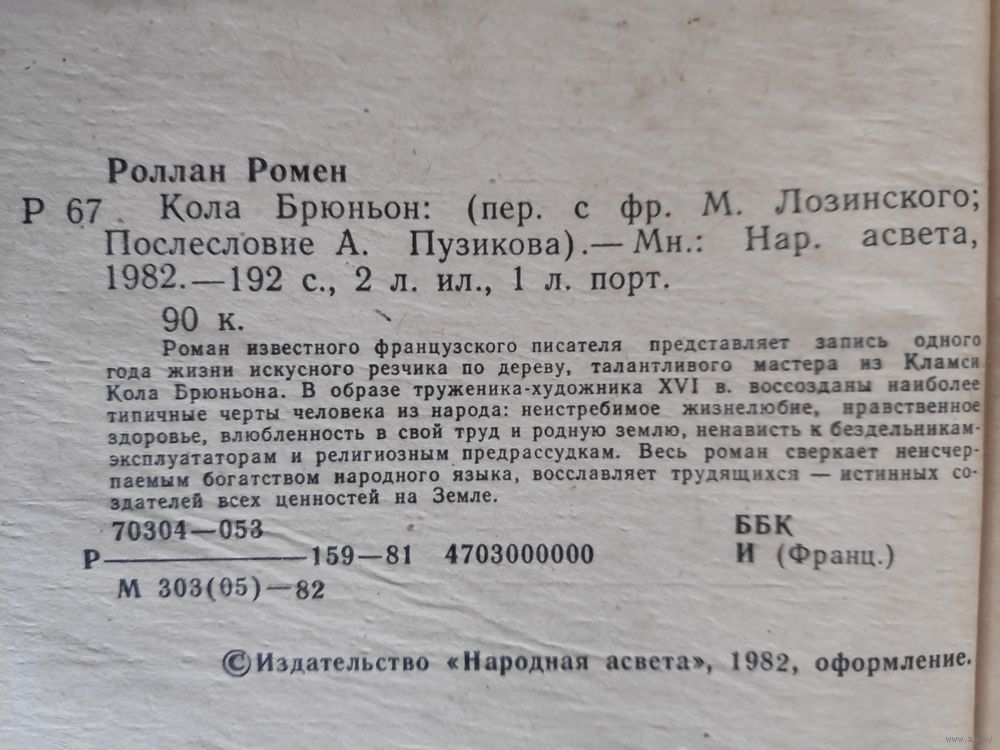 Роллан Ромен
Р 67. Кола Брюньон: (пер. с фр. М. Лозинского;
Послесловие А. Пузикова).—Мн.: Нар. асвета,
1982.—192 с., 2 л. ил., 1 л. порт.
90 к.
Роман известного французского писателя представляет запись одного
года жизни искусного резчика по дереву, талантливого мастера из Кламси
Кола Брюньона. В образе труженика-художника XVI в. воссозданы наиболее
типичные черты человека из народа: неистребимое жизнелюбие, нравственное
здоровье, влюбленность в свой труд и родную землю, ненависть к бездельникам-
эксплуататорам и религиозным предрассудкам. Весь роман сверкает неисчер-
паемым богатством народного языка, восславляет трудящихся — истинных со-
здателей всех ценностей на Земле.
70304—053
Р————159—81 4703000000
М 303(05)—82
ББК
И (Франц.)
©Издательство «Народная асвета», 1982, оформление.